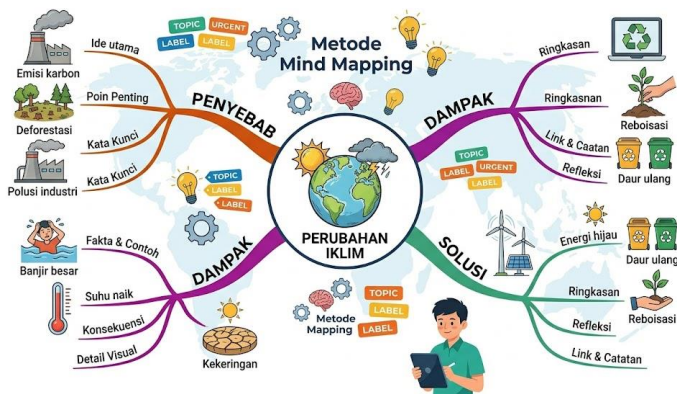 Metode
Mind Mapping
TOPIC
URGENT
LABEL
LABEL
PENYEBAB
Ide utama
Emisi karbon
Poin Penting
Deforestasi
Kata Kunci
Kata Kunci
Polusi industri
TOPIC
LABEL
LABEL
DAMPAK
Ringkasan
Ringkasnan
Reboisasi
Link & Caatan
Refleksi
Daur ulang
TOPIC
LABEL
URGENT
LABEL
PERUBAHAN
IKLIM
DAMPAK
Fakta & Contoh
Banjir besar
Suhu naik
Konsekuensi
Detail Visual
Kekeringan
Metode
Mapping
TOPIC
LABEL
LABEL
SOLUSI
Energi hijau
Daur ulang
Ringkasan
Reboisasi
Refleksi
Link & Catatan